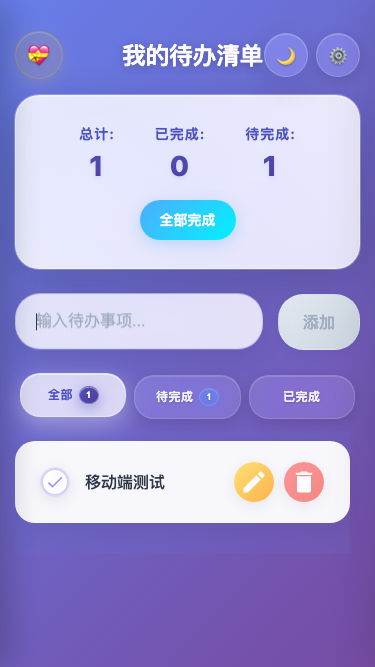 我的待办清单
总计: 已完成: 待完成:
1 0 1
全部完成
输入待办事项... 添加
全部 1 待完成 1 已完成
移动端测试